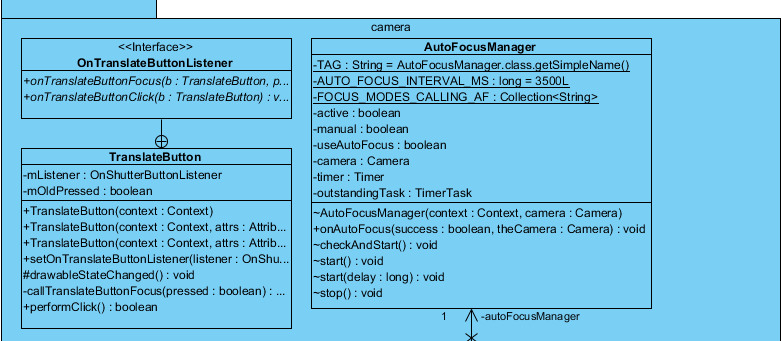 camera
<<Interface>>
OnTranslateButtonListener
+onTranslateButtonFocus(b : TranslateButton, p...
+onTranslateButtonClick(b : TranslateButton) : v...
TranslateButton
-mListener : OnShutterButtonListener
-mOldPressed : boolean
+TranslateButton(context : Context)
+TranslateButton(context : Context, attrs : Attrib...
+TranslateButton(context : Context, attrs : Attrib...
+setOnTranslateButtonListener(listener : OnShu...
#drawableStateChanged() : void
-callTranslateButtonFocus(pressed : boolean) : ...
+performClick() : boolean
AutoFocusManager
-TAG : String = AutoFocusManager.class.getSimpleName()
-AUTO_FOCUS_INTERVAL_MS : long = 3500L
-FOCUS_MODES_CALLING_AF : Collection<String>
-active : boolean
-manual : boolean
-useAutoFocus : boolean
-camera : Camera
-timer : Timer
-outstandingTask : TimerTask
~AutoFocusManager(context : Context, camera : Camera)
+onAutoFocus(success : boolean, theCamera : Camera) : void
~checkAndStart() : void
~start() : void
~start(delay : long) : void
~stop() : void
1 -autoFocusManager